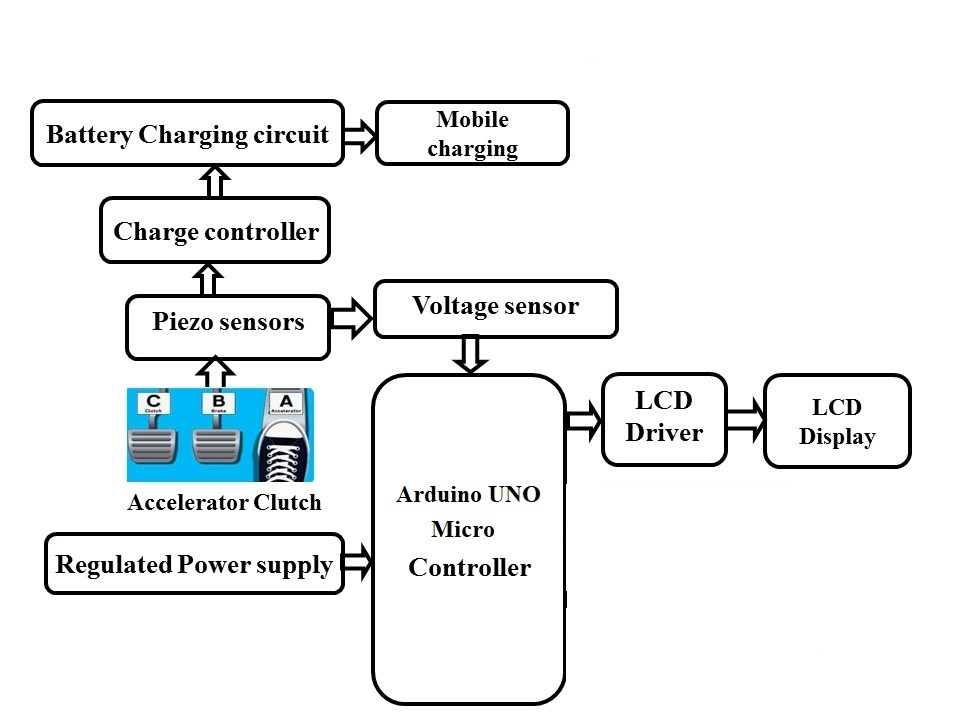 Battery Charging circuit
Mobile
charging
Charge controller
Piezo sensors
Voltage sensor
C
Clutch
B
Brake
A
Accelerator
Accelerator Clutch
LCD
Driver
LCD
Display
Arduino UNO
Micro
Controller
Regulated Power supply